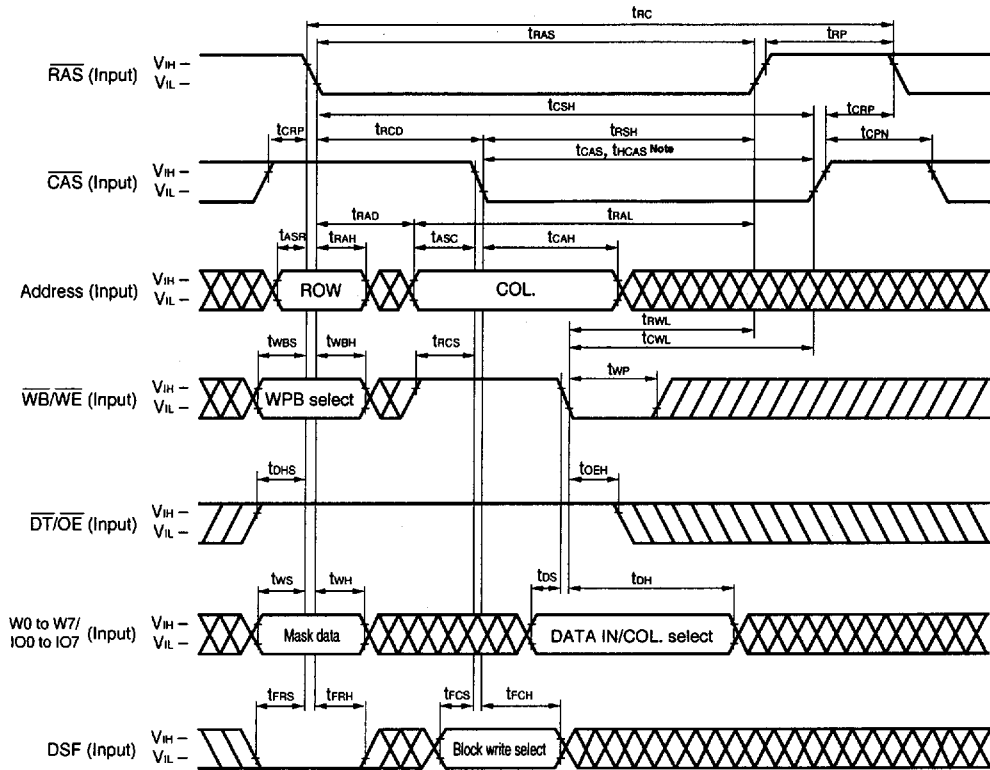 tRC
tRAS
tRP
RAS (Input)
VIH –
VIL –
tCSH
tCRP
tCRP
tRCD
tRSH
tCPN
tCAS, tHCAS Note
CAS (Input)
VIH –
VIL –
tRAD
tRAL
tASR
tRAH
tASC
tCAH
Address (Input)
VIH –
VIL –
ROW
COL.
tRWL
tCWL
tWBS
tWBH
tRCS
tWP
WB/WE (Input)
VIH –
VIL –
WPB select
tDHS
tOEH
DT/OE (Input)
VIH –
VIL –
tWS
tWH
tDS
tDH
W0 to W7/
IO0 to IO7 (Input)
VIH –
VIL –
Mask data
DATA IN/COL. select
tFRS
tFRH
tFCS
tFCH
DSF (Input)
VIH –
VIL –
Block write select